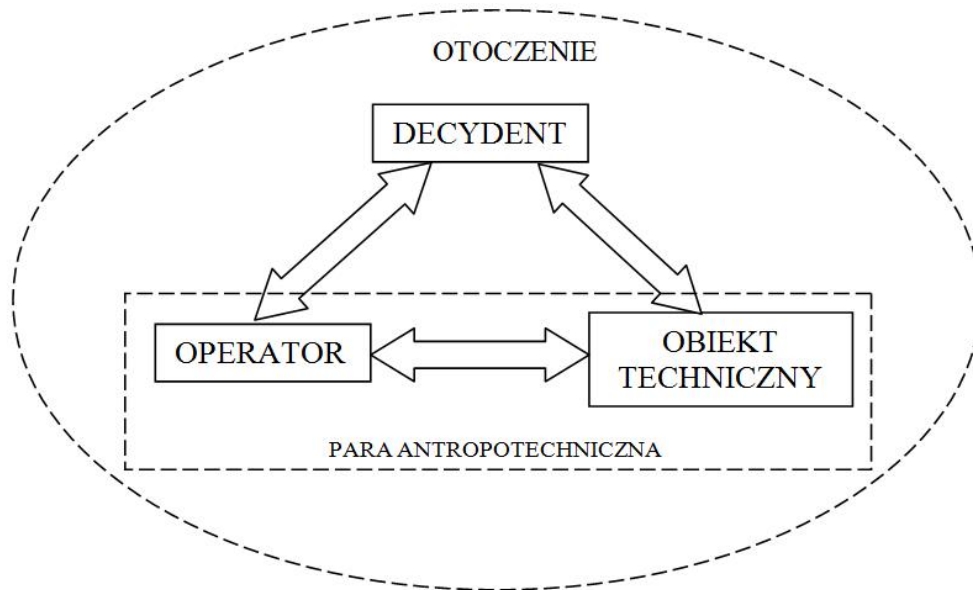 OTOCZENIE
DECYDENT
OPERATOR
OBIEKT
TECHNICZNY
PARA ANTROPOTECHNICZNA